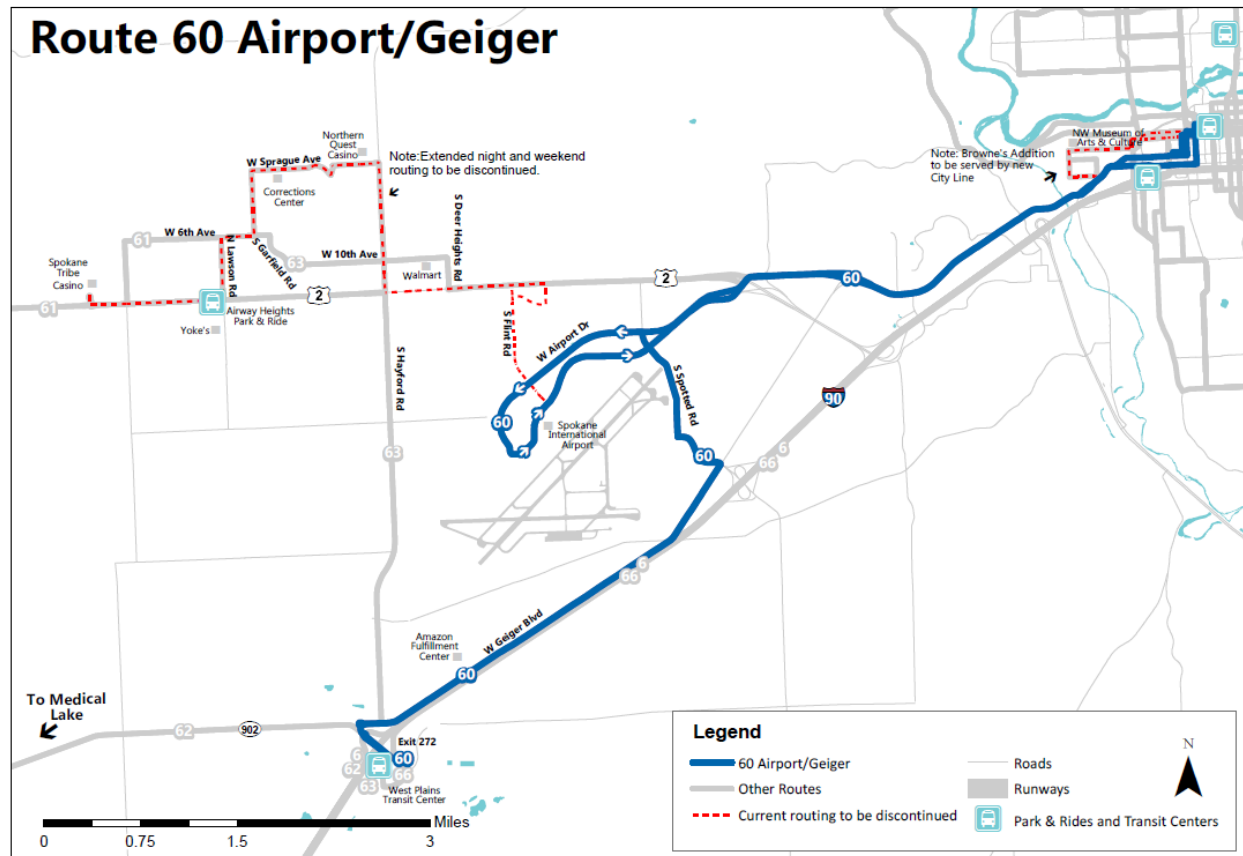 Route 60 Airport/Geiger
NW Museum of
Arts & Culture
Northern
Quest
Casino
W Sprague Ave
Note:Extended night and weekend
routing to be discontinued.
Note: Browne's Addition
to be served by new
City Line
Corrections
Center
S Deer Heights Rd
61
W 6th Ave
N Lawson Rd
S Garfield Rd
63
W 10th Ave
Spokane
Tribe
Casino
Walmart
2
60
61
2
Airway Heights
Park & Ride
Yoke's
S Flint Rd
W Airport Dr
S Hayford Rd
S Spotted Rd
90
60
Spokane
International
Airport
63
60
6
66
6
66
W Geiger Blvd
Amazon
Fulfillment
Center
60
To Medical
Lake
62
902
Exit 272
6
60
62
66
63
West Plains
Transit Center
Miles
0
0.75
1.5
3
Legend
N
60 Airport/Geiger
Roads
Other Routes
Runways
Current routing to be discontinued
Park & Rides and Transit Centers